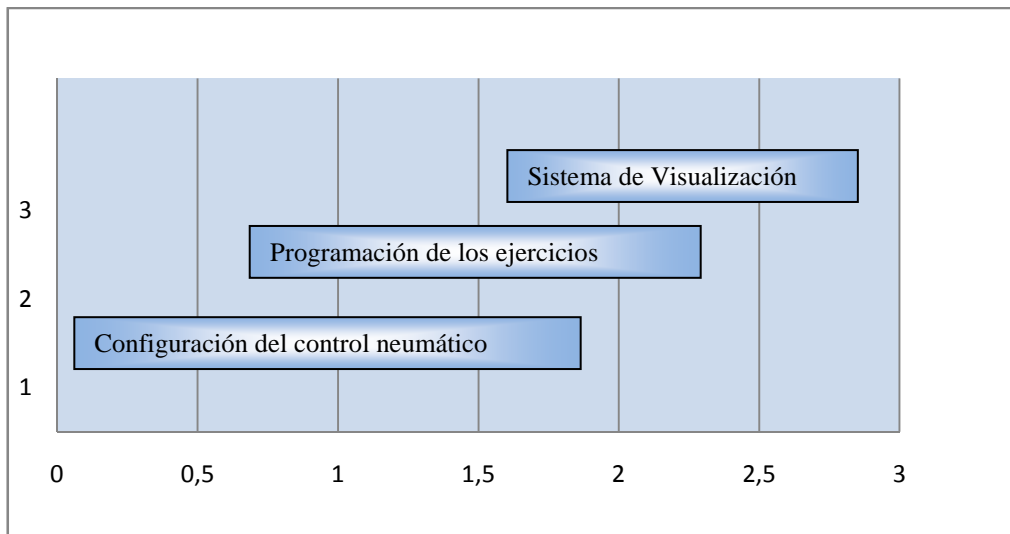 Sistema de Visualización
3
Programación de los ejercicios
2
Configuración del control neumático
1
0 0,5 1 1,5 2 2,5 3